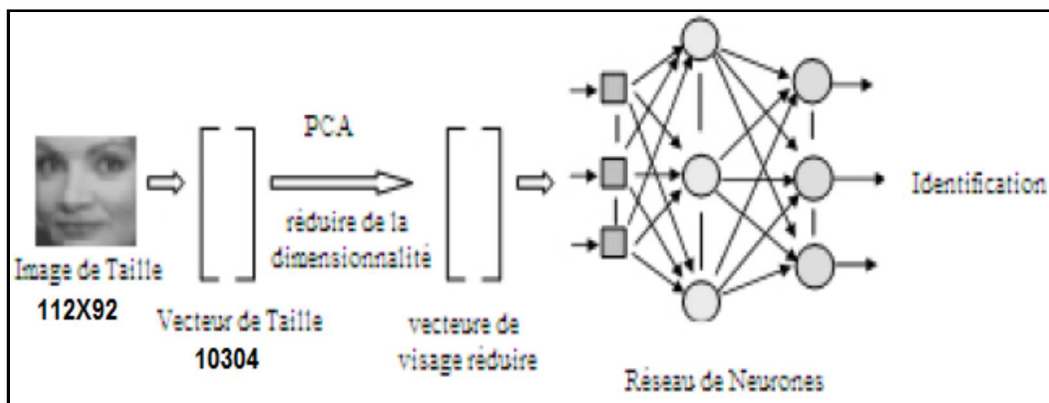 PCA
réduire de la
dimensionnalité
Identification
Image de Taille
112X92
Vecteur de Taille
10304
vecteure de
visage réduire
Réseau de Neurones